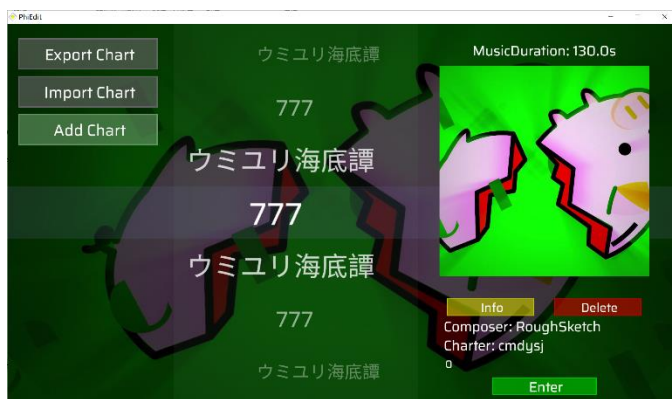 PhiEdit
Export Chart
Import Chart
Add Chart
ウミユリ海底譚
777
ウミユリ海底譚
777
ウミユリ海底譚
777
ウミユリ海底譚
MusicDuration: 130.0s
Info
Delete
Composer: RoughSketch
Charter: cmdysj
0
Enter